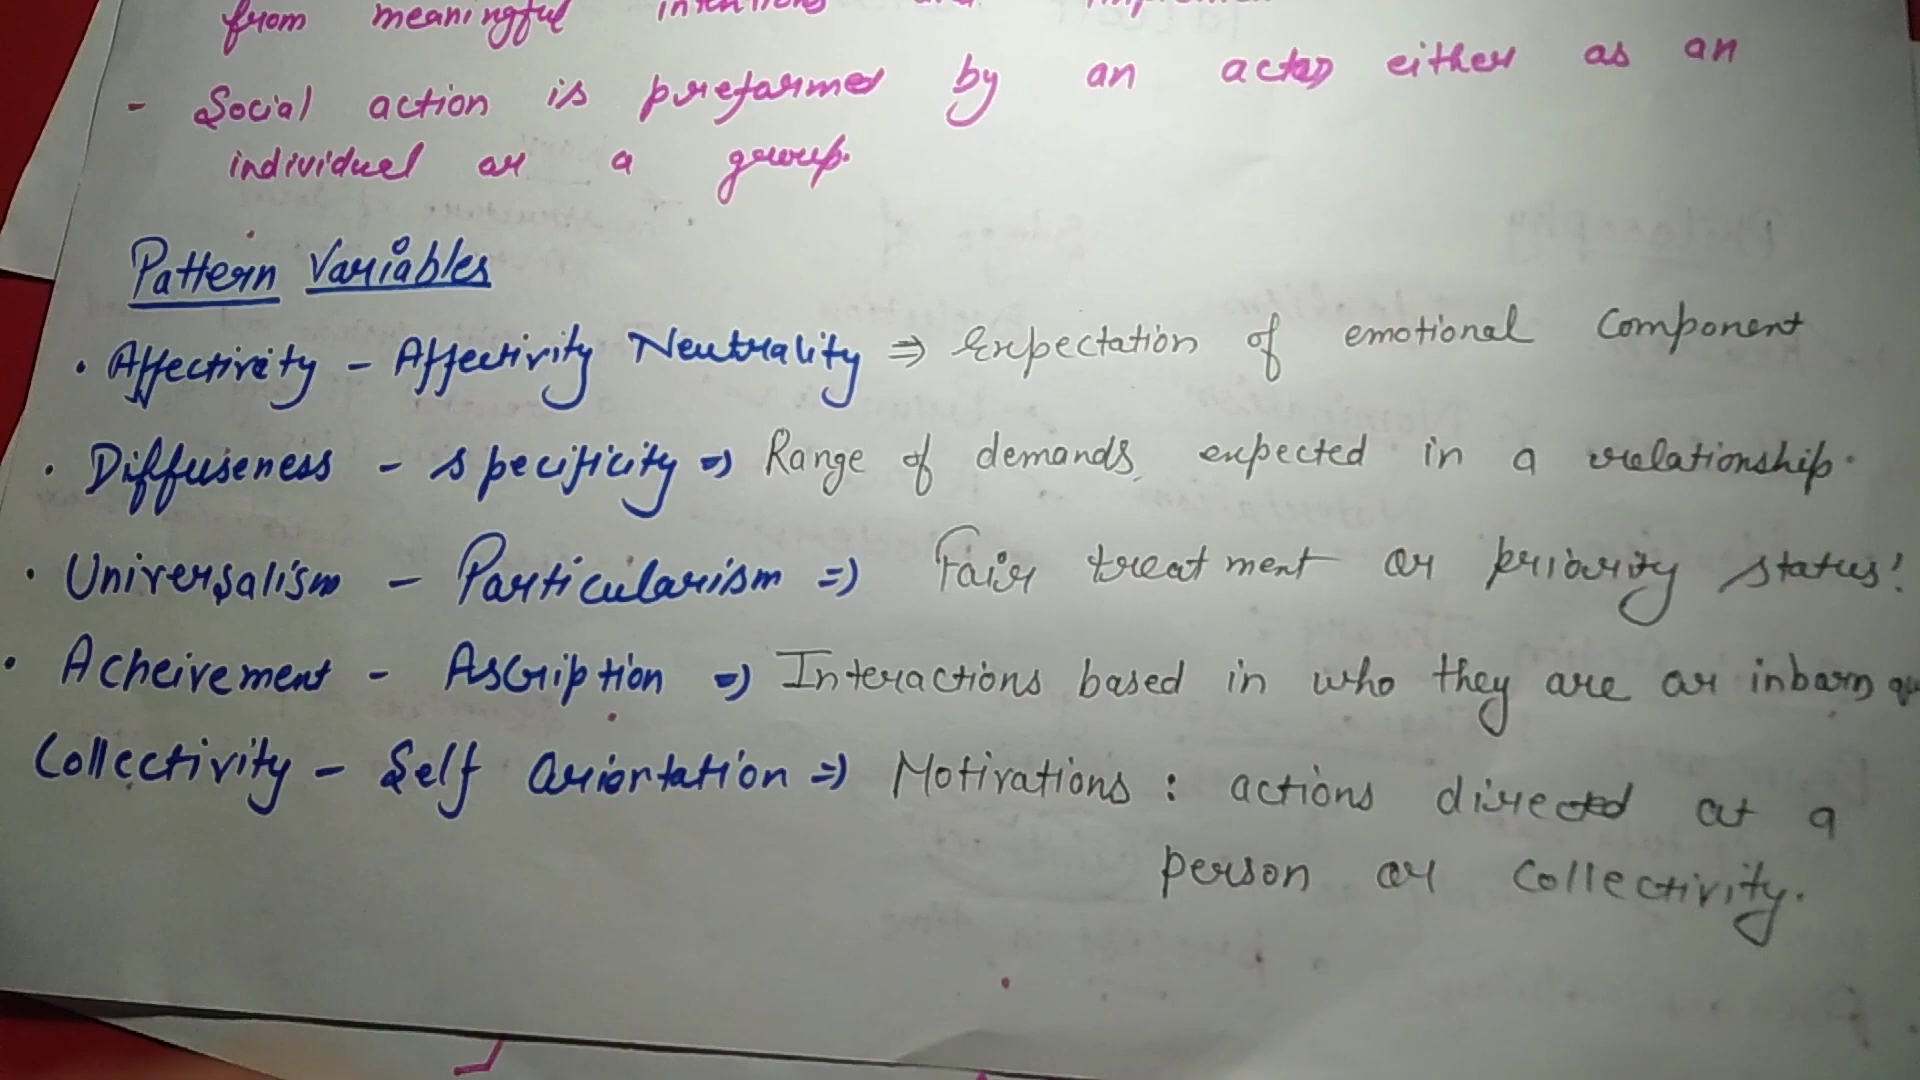 from meaningful intentions and
- Social action is preformed by an actor either as an
individual or a group.
Pattern Variables
• Affectivity - Affectivity Neutrality ⇒ Expectation of emotional component
• Diffuseness - specificity ⇒ Range of demands expected in a relationship.
• Universalism - Particularism ⇒ Fair treatment or priority status!
• Acheivement - Ascription ⇒ Interactions based in who they are or inborn
Collectivity - Self Oriontation ⇒ Motivations : actions directed at a
person or collectivity.